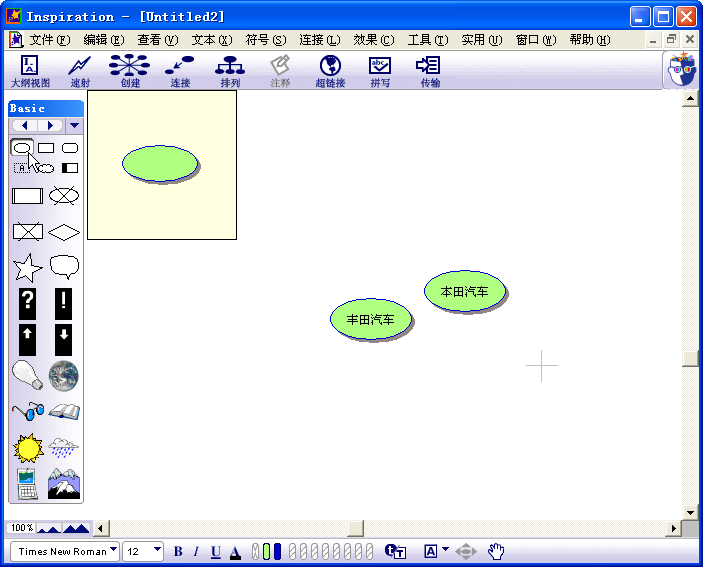 Inspiration - [Untitled2]
文件(F) 编辑(E) 查看(V) 文本(X) 符号(S) 连接(L) 效果(C) 工具(T) 实用(U) 窗口(W) 帮助(H)
大纲视图 速射 创建 连接 排列 注释 超链接 拼写 传输
Basic
A
? !
本田汽车
丰田汽车
100%
Times New Roman 12 B I U A A